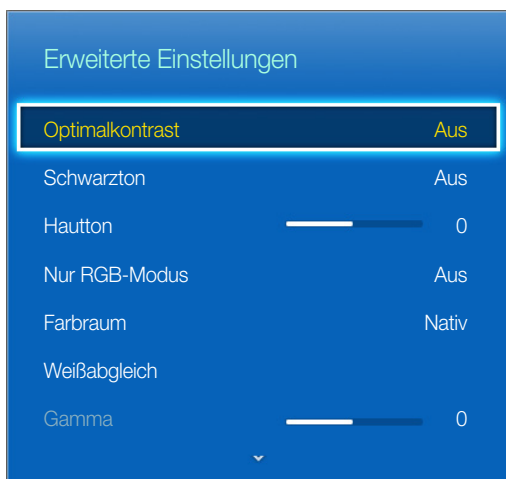 Erweiterte Einstellungen
Optimalkontrast Aus
Schwarzton Aus
Hautton 0
Nur RGB-Modus Aus
Farbraum Nativ
Weißabgleich
Gamma 0